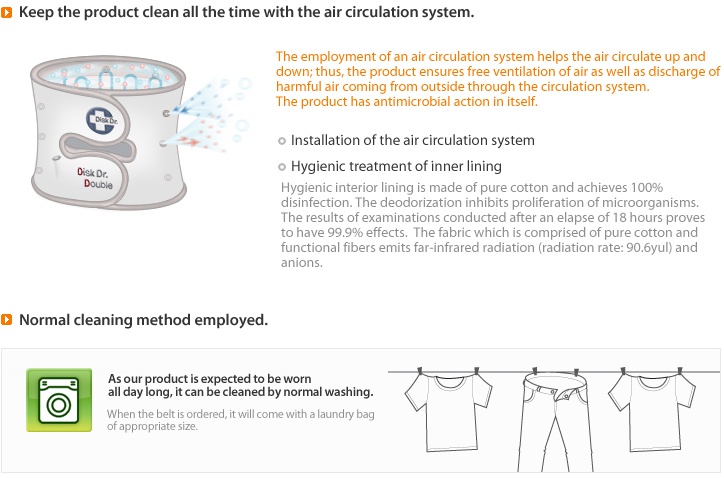 Keep the product clean all the time with the air circulation system.
The employment of an air circulation system helps the air circulate up and
down; thus, the product ensures free ventilation of air as well as discharge of
harmful air coming from outside through the circulation system.
The product has antimicrobial action in itself.
Installation of the air circulation system
Hygienic treatment of inner lining
Hygienic interior lining is made of pure cotton and achieves 100%
disinfection. The deodorization inhibits proliferation of microorganisms.
The results of examinations conducted after an elapse of 18 hours proves
to have 99.9% effects. The fabric which is comprised of pure cotton and
functional fibers emits far-infrared radiation (radiation rate: 90.6yul) and
anions.
Disk Dr.
Disk Dr.
Double
Normal cleaning method employed.
As our product is expected to be worn
all day long, it can be cleaned by normal washing.
When the belt is ordered, it will come with a laundry bag
of appropriate size.